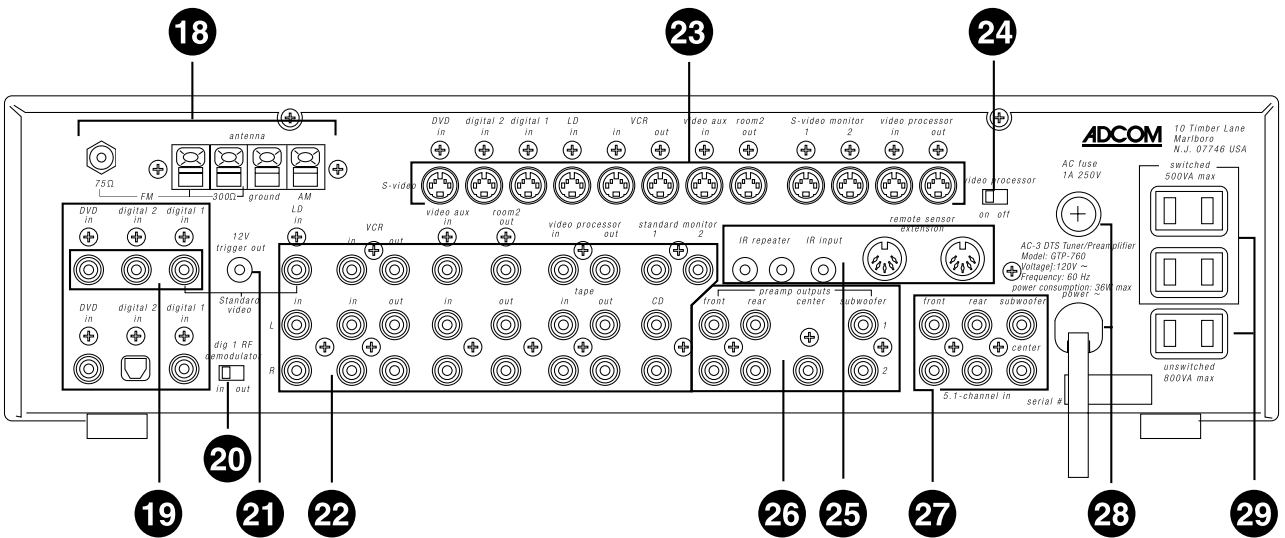 18
23
24
antenna
75Ω
FM
300Ω
ground
AM
DVD in
digital 2 in
digital 1 in
LD in
VCR
in
out
video aux in
room2 out
S-video monitor
1
2
video processor
in
out
S-video
video processor
on off
ADCOM
10 Timber Lane
Marlboro
N.J. 07746 USA
AC fuse
1A 250V
switched
500VA max
DVD in
digital 2 in
digital 1 in
12V
trigger out
LD in
VCR
in
out
video aux in
room2 out
video processor
in
out
standard monitor
1
2
IR repeater
IR input
remote sensor
extension
AC-3 DTS Tuner/Preamplifier
Model: GTP-760
Voltage]:120V ~
Frequency: 60 Hz
power consumption: 36W max
power ~
Standard
video
DVD in
digital 2 in
digital 1 in
dig 1 RF
demodulator
in out
L
R
in
in
out
in
out
tape
in
out
CD
preamp outputs
front
rear
center
subwoofer
1
2
front
rear
subwoofer
center
5.1-channel in
serial #
unswitched
800VA max
19
20
21
22
26
25
27
28
29